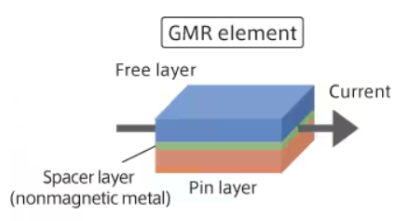 GMR element
Free layer
Current
Spacer layer
(nonmagnetic metal)
Pin layer